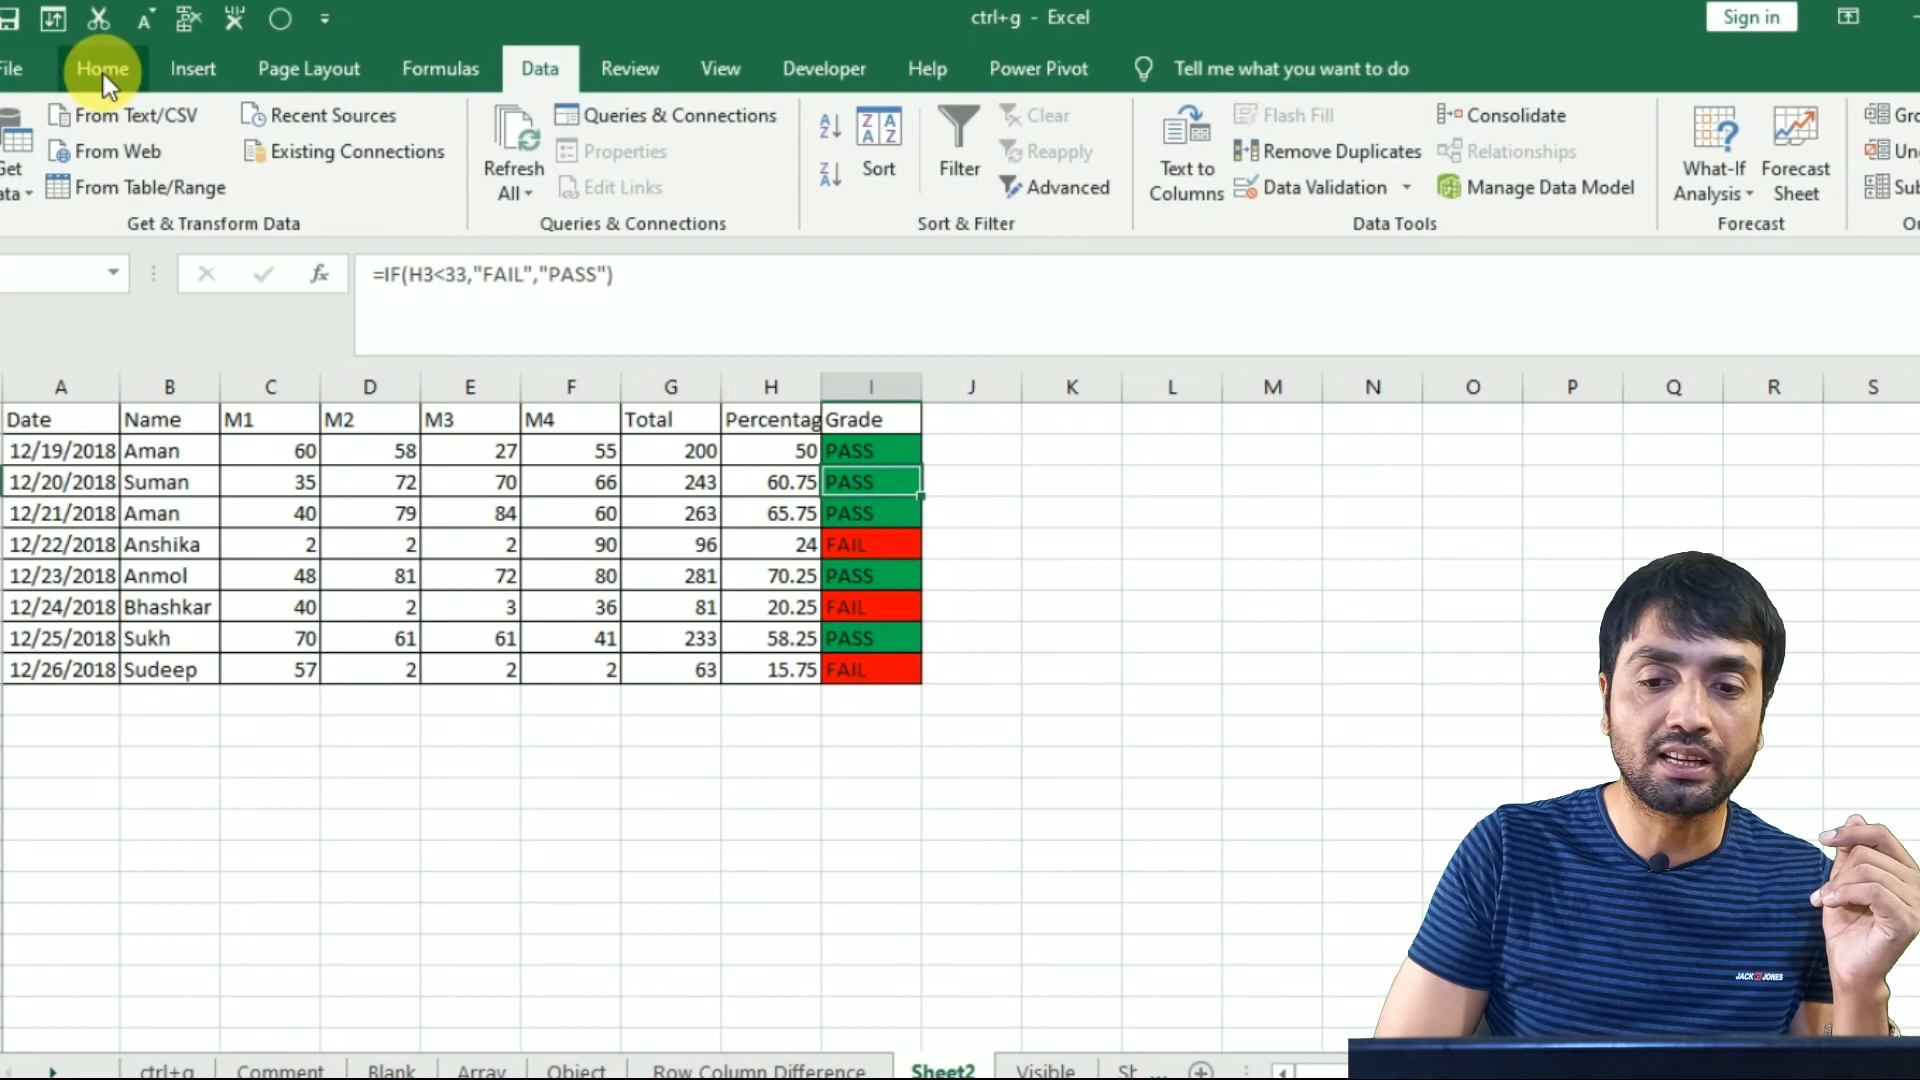 ctrl+g - Excel
Sign in
File Home Insert Page Layout Formulas Data Review View Developer Help Power Pivot Tell me what you want to do
From Text/CSV
From Web
From Table/Range
Recent Sources
Existing Connections
Get & Transform Data
Refresh
All
Queries & Connections
Properties
Edit Links
Queries & Connections
Sort
Filter
Clear
Reapply
Advanced
Sort & Filter
Text to
Columns
Flash Fill
Remove Duplicates
Data Validation
Consolidate
Relationships
Manage Data Model
Data Tools
What-If
Analysis
Forecast
Sheet
Forecast
fx =IF(H3<33,"FAIL","PASS")
A B C D E F G H I J K L M N O P Q R S
Date Name M1 M2 M3 M4 Total Percentag Grade
12/19/2018 Aman 60 58 27 55 200 50 PASS
12/20/2018 Suman 35 72 70 66 243 60.75 PASS
12/21/2018 Aman 40 79 84 60 263 65.75 PASS
12/22/2018 Anshika 2 2 2 90 96 24 FAIL
12/23/2018 Anmol 48 81 72 80 281 70.25 PASS
12/24/2018 Bhashkar 40 2 3 36 81 20.25 FAIL
12/25/2018 Sukh 70 61 61 41 233 58.25 PASS
12/26/2018 Sudeep 57 2 2 2 63 15.75 FAIL
JACK & JONES
ctrl+g Comment Blank Array Object Row Column Difference Sheet2 Visible Sh ...